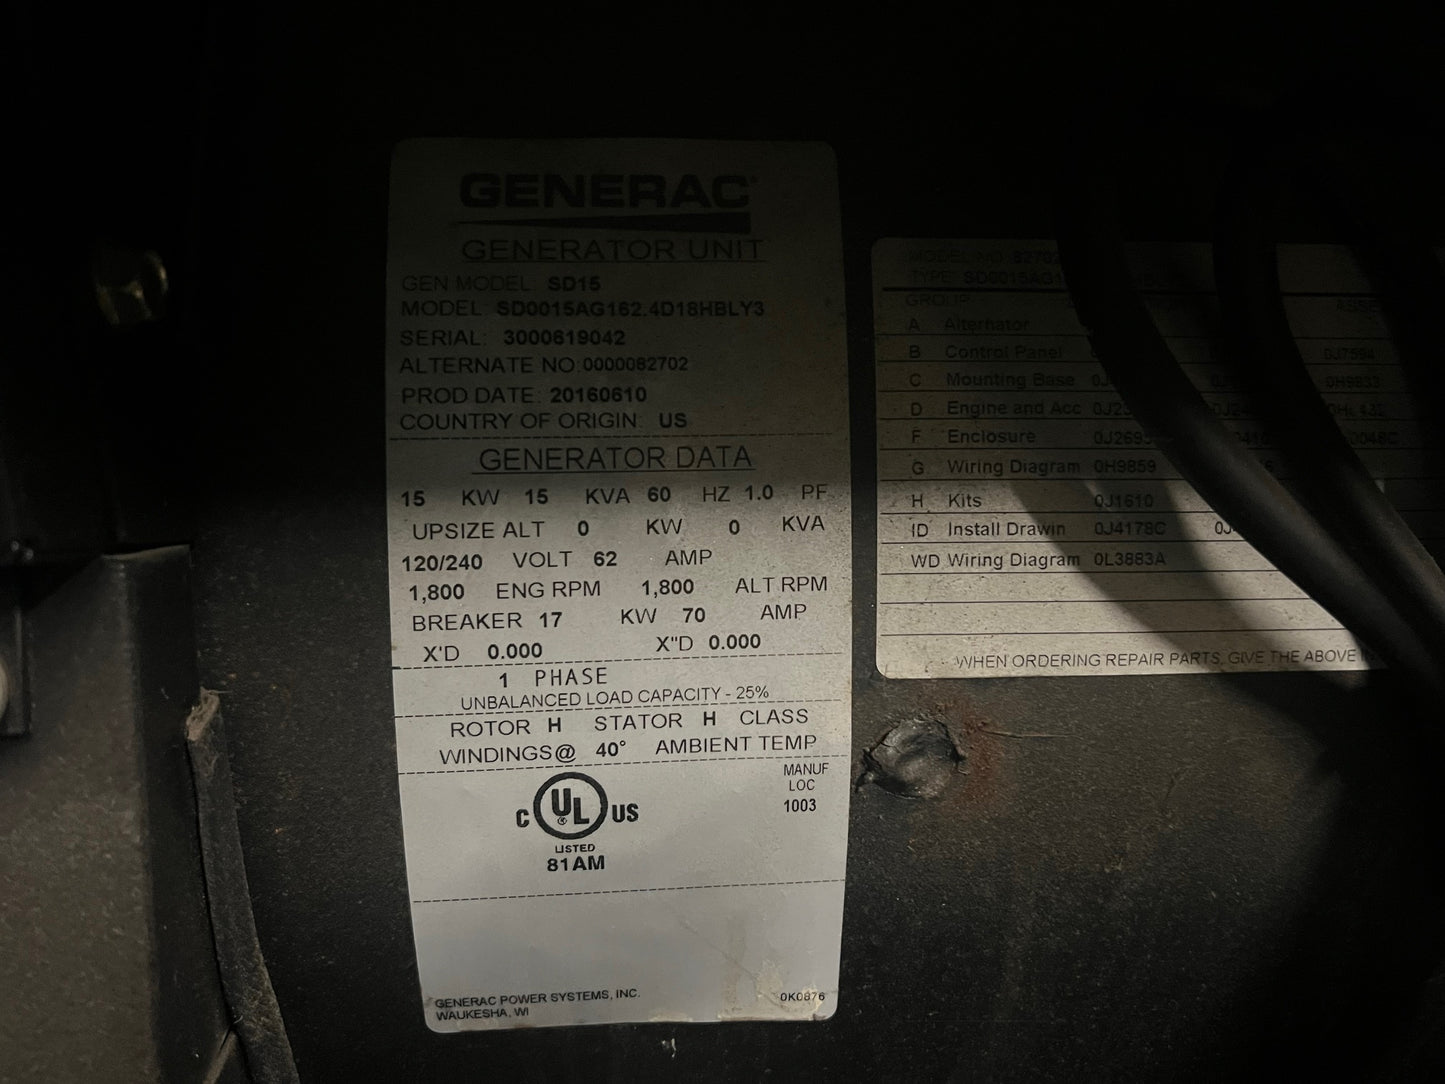 GENERAC
GENERATOR UNIT
GEN MODEL: SD15
MODEL: SD0015AG162.4D18HBLY3
SERIAL: 3000619042
ALTERNATE NO:0000082702
PROD DATE: 20160610
COUNTRY OF ORIGIN: US
GENERATOR DATA
15 KW 15 KVA 60 HZ 1.0 PF
UPSIZE ALT 0 KW 0 KVA
120/240 VOLT 62 AMP
1,800 ENG RPM 1,800 ALT RPM
BREAKER 17 KW 70 AMP
X'D 0.000 X"D 0.000
1 PHASE
UNBALANCED LOAD CAPACITY - 25%
ROTOR H STATOR H CLASS
WINDINGS@ 40° AMBIENT TEMP
MANUF
LOC
1003
C UL® US
LISTED
81AM
GENERAC POWER SYSTEMS, INC.
WAUKESHA, WI
0K0876
MODEL NO
TYPE: SD0015AG1
GROUP
A Alternator
B Control Panel 0J7594
C Mounting Base 0H9833
D Engine and Acc
F Enclosure
G Wiring Diagram 0H9859
H Kits 0J1610
ID Install Drawin 0J4178C
WD Wiring Diagram 0L3883A
WHEN ORDERING REPAIR PARTS, GIVE THE ABOVE